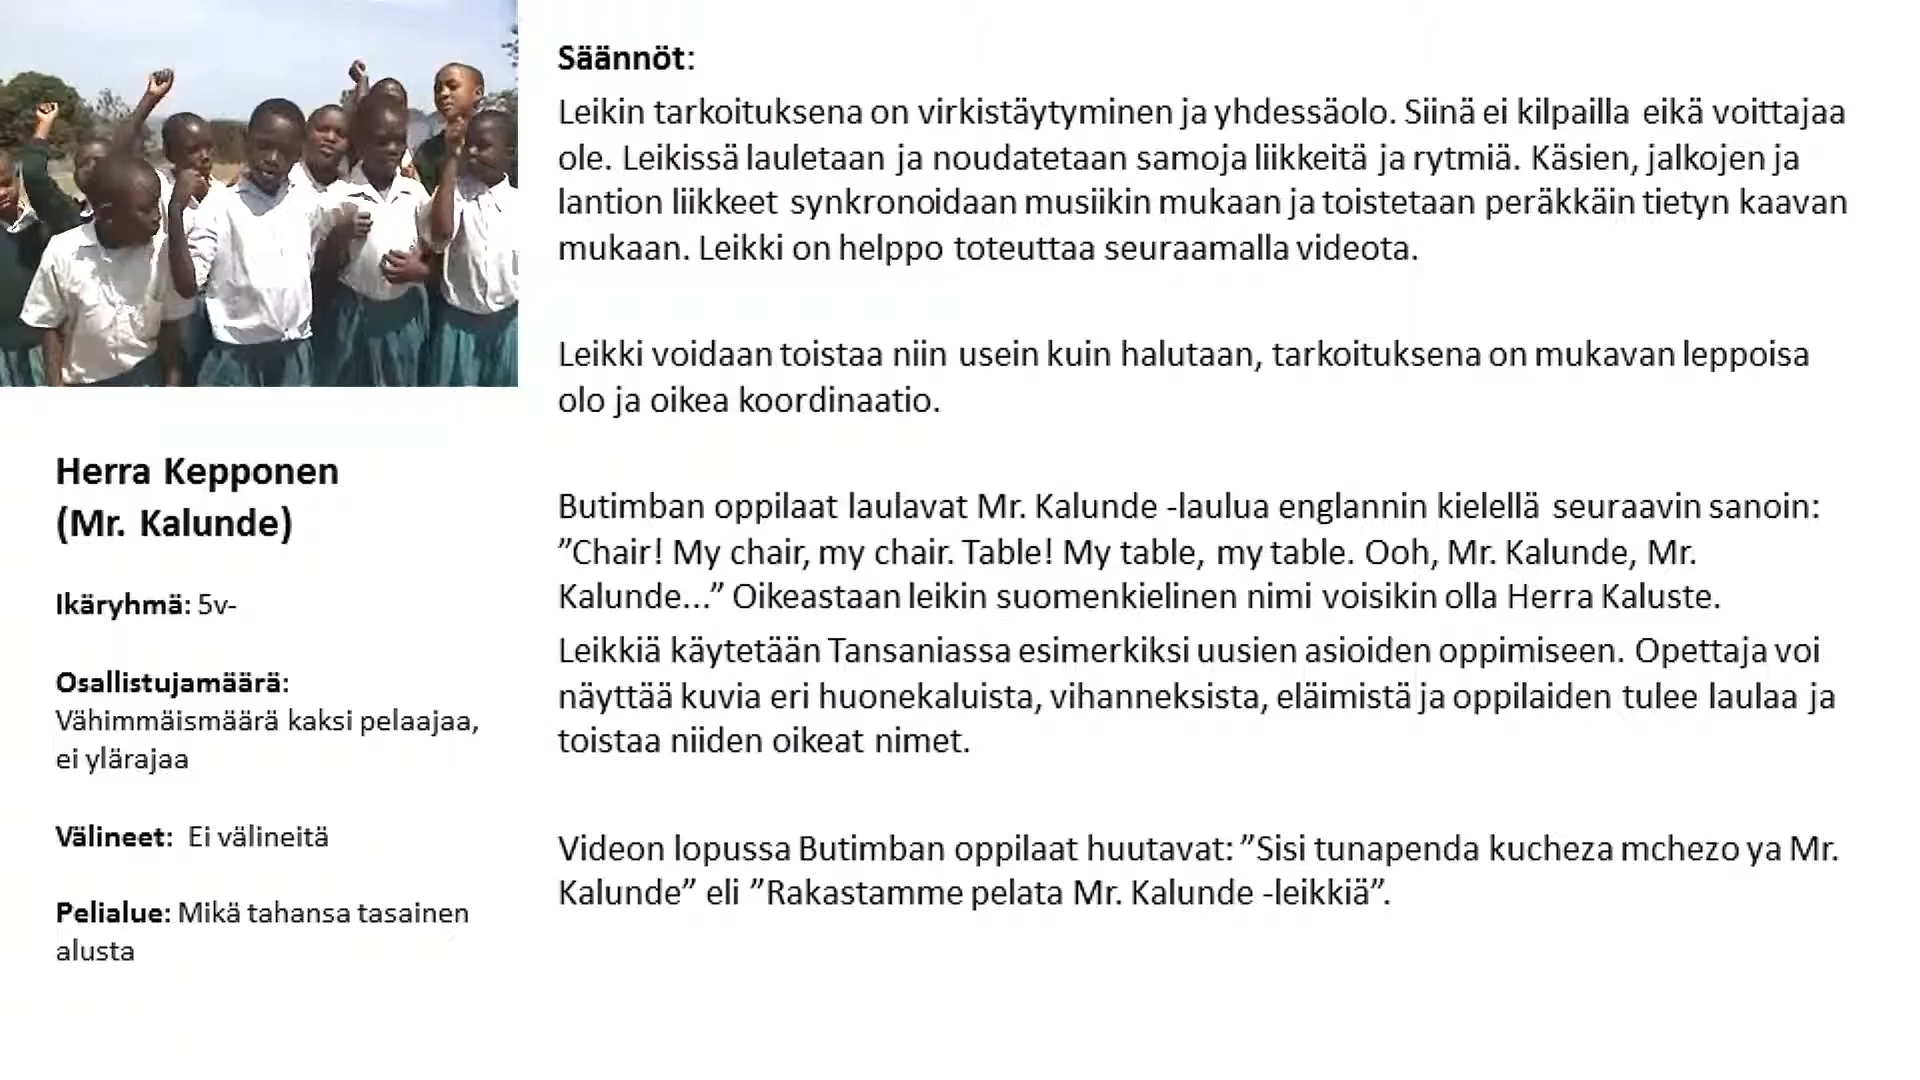 Herra Kepponen
(Mr. Kalunde)
Ikäryhmä: 5v-
Osallistujamäärä:
Vähimmäismäärä kaksi pelaajaa,
ei ylärajaa
Välineet: Ei välineitä
Pelialue: Mikä tahansa tasainen
alusta
Säännöt:
Leikin tarkoituksena on virkistäytyminen ja yhdessäolo. Siinä ei kilpailla eikä voittajaa
ole. Leikissä lauletaan ja noudatetaan samoja liikkeitä ja rytmiä. Käsien, jalkojen ja
lantion liikkeet synkronoidaan musiikin mukaan ja toistetaan peräkkäin tietyn kaavan
mukaan. Leikki on helppo toteuttaa seuraamalla videota.
Leikki voidaan toistaa niin usein kuin halutaan, tarkoituksena on mukavan leppoisa
olo ja oikea koordinaatio.
Butimban oppilaat laulavat Mr. Kalunde -laulua englannin kielellä seuraavin sanoin:
”Chair! My chair, my chair. Table! My table, my table. Ooh, Mr. Kalunde, Mr.
Kalunde...” Oikeastaan leikin suomenkielinen nimi voisikin olla Herra Kaluste.
Leikkiä käytetään Tansaniassa esimerkiksi uusien asioiden oppimiseen. Opettaja voi
näyttää kuvia eri huonekaluista, vihanneksista, eläimistä ja oppilaiden tulee laulaa ja
toistaa niiden oikeat nimet.
Videon lopussa Butimban oppilaat huutavat: ”Sisi tunapenda kucheza mchezo ya Mr.
Kalunde” eli ”Rakastamme pelata Mr. Kalunde -leikkiä”.